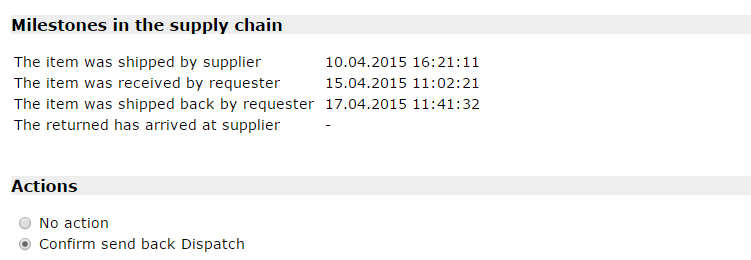 Milestones in the supply chain
The item was shipped by supplier 10.04.2015 16:21:11
The item was received by requester 15.04.2015 11:02:21
The item was shipped back by requester 17.04.2015 11:41:32
The returned has arrived at supplier -
Actions
No action
Confirm send back Dispatch